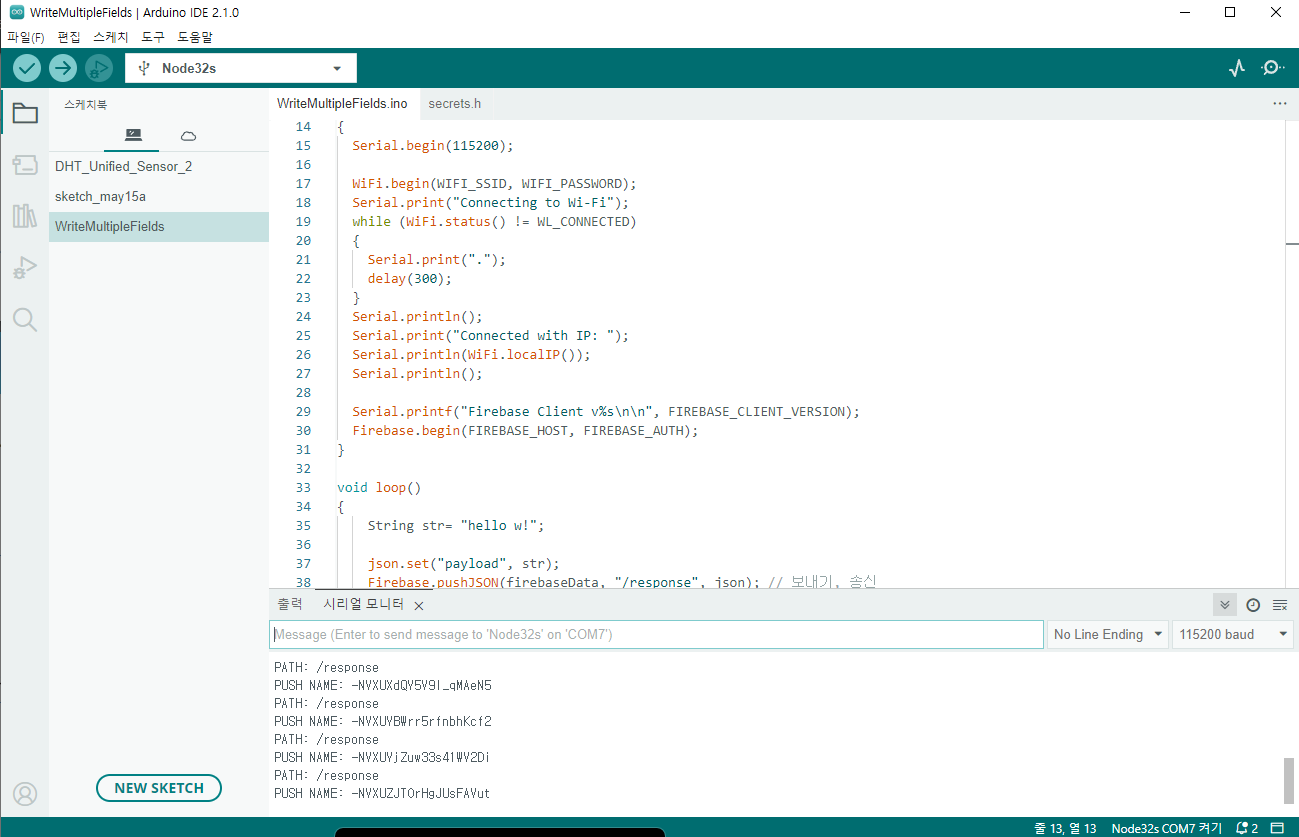 WriteMultipleFields | Arduino IDE 2.1.0
파일(F) 편집 스케치 도구 도움말
Node32s
스케치북
DHT_Unified_Sensor_2
sketch_may15a
WriteMultipleFields
NEW SKETCH
WriteMultipleFields.ino secrets.h
14 {
15 Serial.begin(115200);
16
17 WiFi.begin(WIFI_SSID, WIFI_PASSWORD);
18 Serial.print("Connecting to Wi-Fi");
19 while (WiFi.status() != WL_CONNECTED)
20 {
21 Serial.print(".");
22 delay(300);
23 }
24 Serial.println();
25 Serial.print("Connected with IP: ");
26 Serial.println(WiFi.localIP());
27 Serial.println();
28
29 Serial.printf("Firebase Client v%s\n\n", FIREBASE_CLIENT_VERSION);
30 Firebase.begin(FIREBASE_HOST, FIREBASE_AUTH);
31 }
32
33 void loop()
34 {
35 String str= "hello w!";
36
37 json.set("payload", str);
38 Firebase.pushJSON(firebaseData, "/response", json); // 보내기, 송신
출력 시리얼 모니터
Message (Enter to send message to 'Node32s' on 'COM7')
No Line Ending 115200 baud
PATH: /response
PUSH NAME: -NVXUXdQY5V9I_qMAeN5
PATH: /response
PUSH NAME: -NVXUYBWrr5rfnbhKcf2
PATH: /response
PUSH NAME: -NVXUYjZuw33s41WV2Di
PATH: /response
PUSH NAME: -NVXUZJTOrHgJUsFAVut
줄 13, 열 13 Node32s COM7 켜기 2